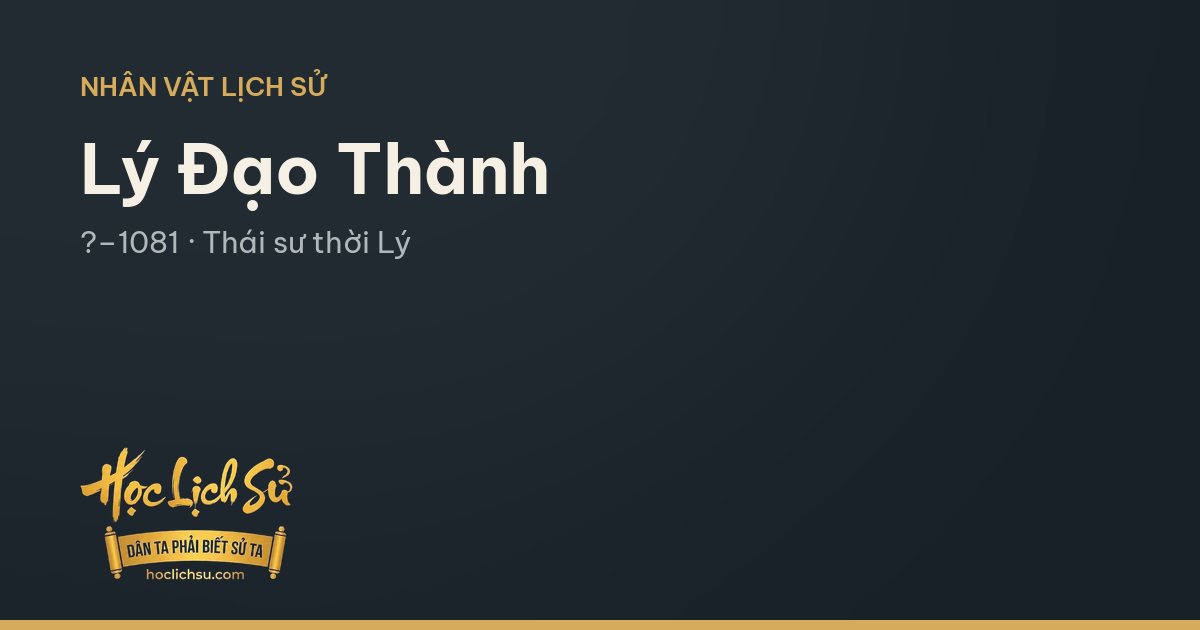 NHÂN VẬT LỊCH SỬ
Lý Đạo Thành
?–1081 · Thái sư thời Lý
Học Lịch Sử
DÂN TA PHẢI BIẾT SỬ TA
hoclichsu.com